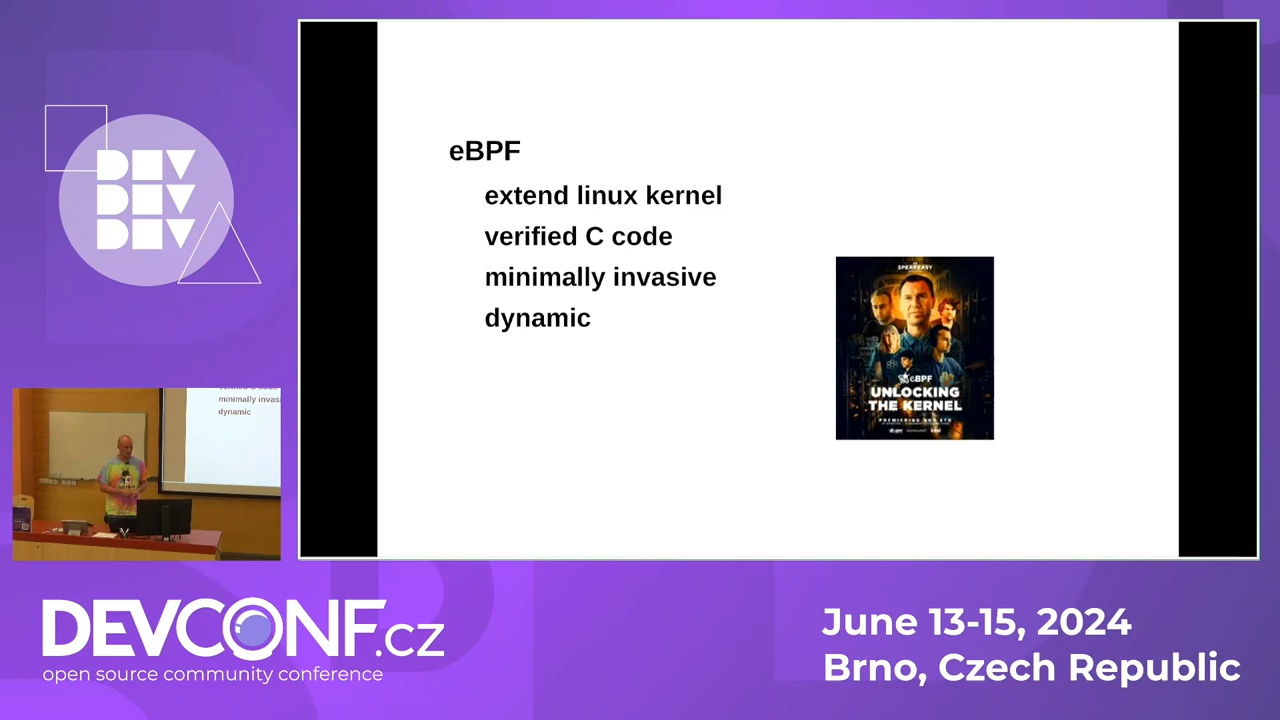 DEV
DEV
DEV
eBPF
extend linux kernel
verified C code
minimally invasive
dynamic
SPEAKEASY
eBPF
UNLOCKING
THE KERNEL
minimally invasi
dynamic
DEVCONF.cz
open source community conference
June 13-15, 2024
Brno, Czech Republic